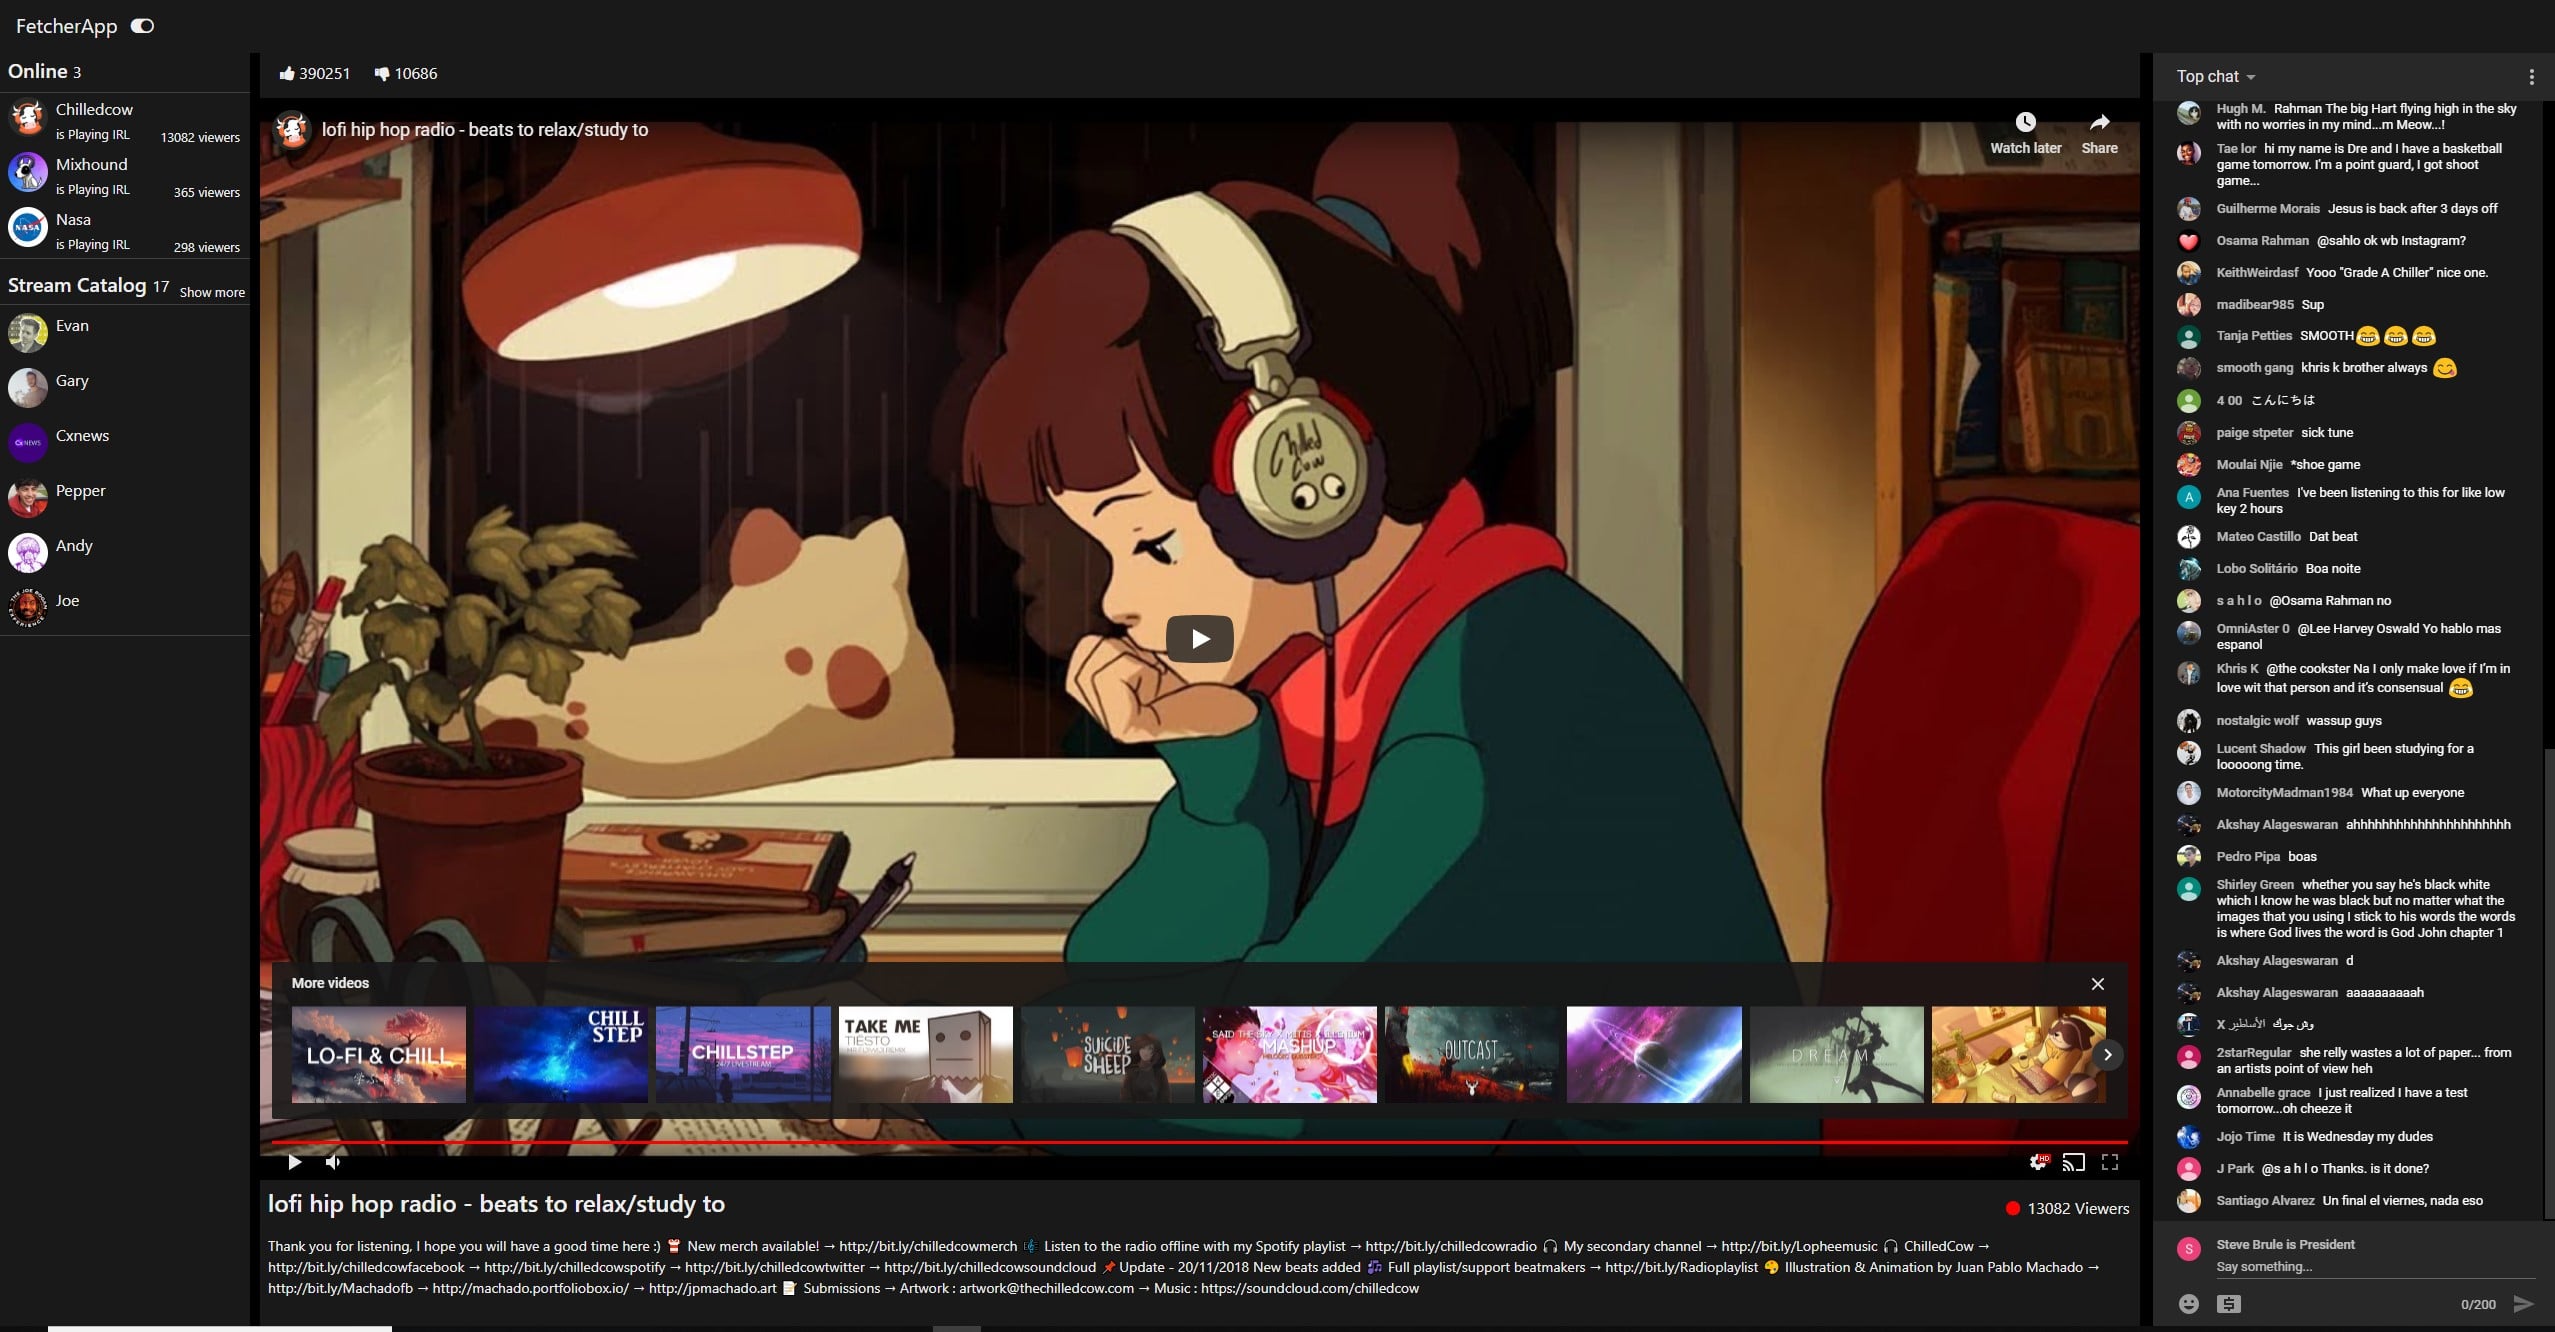 FetcherApp
Online 3
Chilledcow
is Playing IRL 13082 viewers
Mixhound
is Playing IRL 365 viewers
NASA
Nasa
is Playing IRL 298 viewers
Stream Catalog 17 Show more
Evan
Gary
CXNEWS
Cxnews
Pepper
Andy
Joe
390251 10686
lofi hip hop radio - beats to relax/study to
Watch later Share
Chilled
Cow
More videos
LO-FI & CHILL
学ぶ音楽
CHILL
STEP
CHILLSTEP
24/7 LIVESTREAM
TAKE ME
TIËSTO
SUICIDE
SHEEP
SAID THE SKY X MITIS X ILLENIUM
MASHUP
MELODIC DUBSTEP
OUTCAST
DREAMS
HD
lofi hip hop radio - beats to relax/study to
13082 Viewers
Thank you for listening, I hope you will have a good time here :) 👕 New merch available! → http://bit.ly/chilledcowmerch 🎼 Listen to the radio offline with my Spotify playlist → http://bit.ly/chilledcowradio 🎧 My secondary channel → http://bit.ly/Lopheemusic 🎧 ChilledCow →
http://bit.ly/chilledcowfacebook → http://bit.ly/chilledcowspotify → http://bit.ly/chilledcowtwitter → http://bit.ly/chilledcowsoundcloud 📌 Update - 20/11/2018 New beats added 🎶 Full playlist/support beatmakers → http://bit.ly/Radioplaylist 🎨 Illustration & Animation by Juan Pablo Machado →
http://bit.ly/Machadofb → http://machado.portfoliobox.io/ → http://jpmachado.art 📝 Submissions → Artwork : artwork@thechilledcow.com → Music : https://soundcloud.com/chilledcow
Top chat
Hugh M. Rahman The big Hart flying high in the sky
with no worries in my mind...m Meow...!
Tae lor hi my name is Dre and I have a basketball
game tomorrow. I'm a point guard, I got shoot
game...
Guilherme Morais Jesus is back after 3 days off
Osama Rahman @sahlo ok wb Instagram?
KeithWeirdasf Yooo "Grade A Chiller" nice one.
madibear985 Sup
Tanja Petties SMOOTH😂😂😂
smooth gang khris k brother always 😋
4 00 こんにちは
paige stpeter sick tune
Moulai Njie *shoe game
A
Ana Fuentes I've been listening to this for like low
key 2 hours
Mateo Castillo Dat beat
Lobo Solitário Boa noite
s a h l o @Osama Rahman no
OmniAster 0 @Lee Harvey Oswald Yo hablo mas
espanol
Khris K @the cookster Na I only make love if I'm in
love wit that person and it's consensual 😂
nostalgic wolf wassup guys
Lucent Shadow This girl been studying for a
looooong time.
MotorcityMadman1984 What up everyone
Akshay Alageswaran ahhhhhhhhhhhhhhhhhhhhhh
Pedro Pipa boas
Shirley Green whether you say he's black white
which I know he was black but no matter what the
images that you using I stick to his words the words
is where God lives the word is God John chapter 1
Akshay Alageswaran d
Akshay Alageswaran aaaaaaaaaah
X الأساطير وش جوك
2starRegular she relly wastes a lot of paper... from
an artists point of view heh
Annabelle grace I just realized I have a test
tomorrow...oh cheeze it
Jojo Time It is Wednesday my dudes
J Park @s a h l o Thanks. is it done?
Santiago Alvarez Un final el viernes, nada eso
S
Steve Brule is President
Say something...
0/200